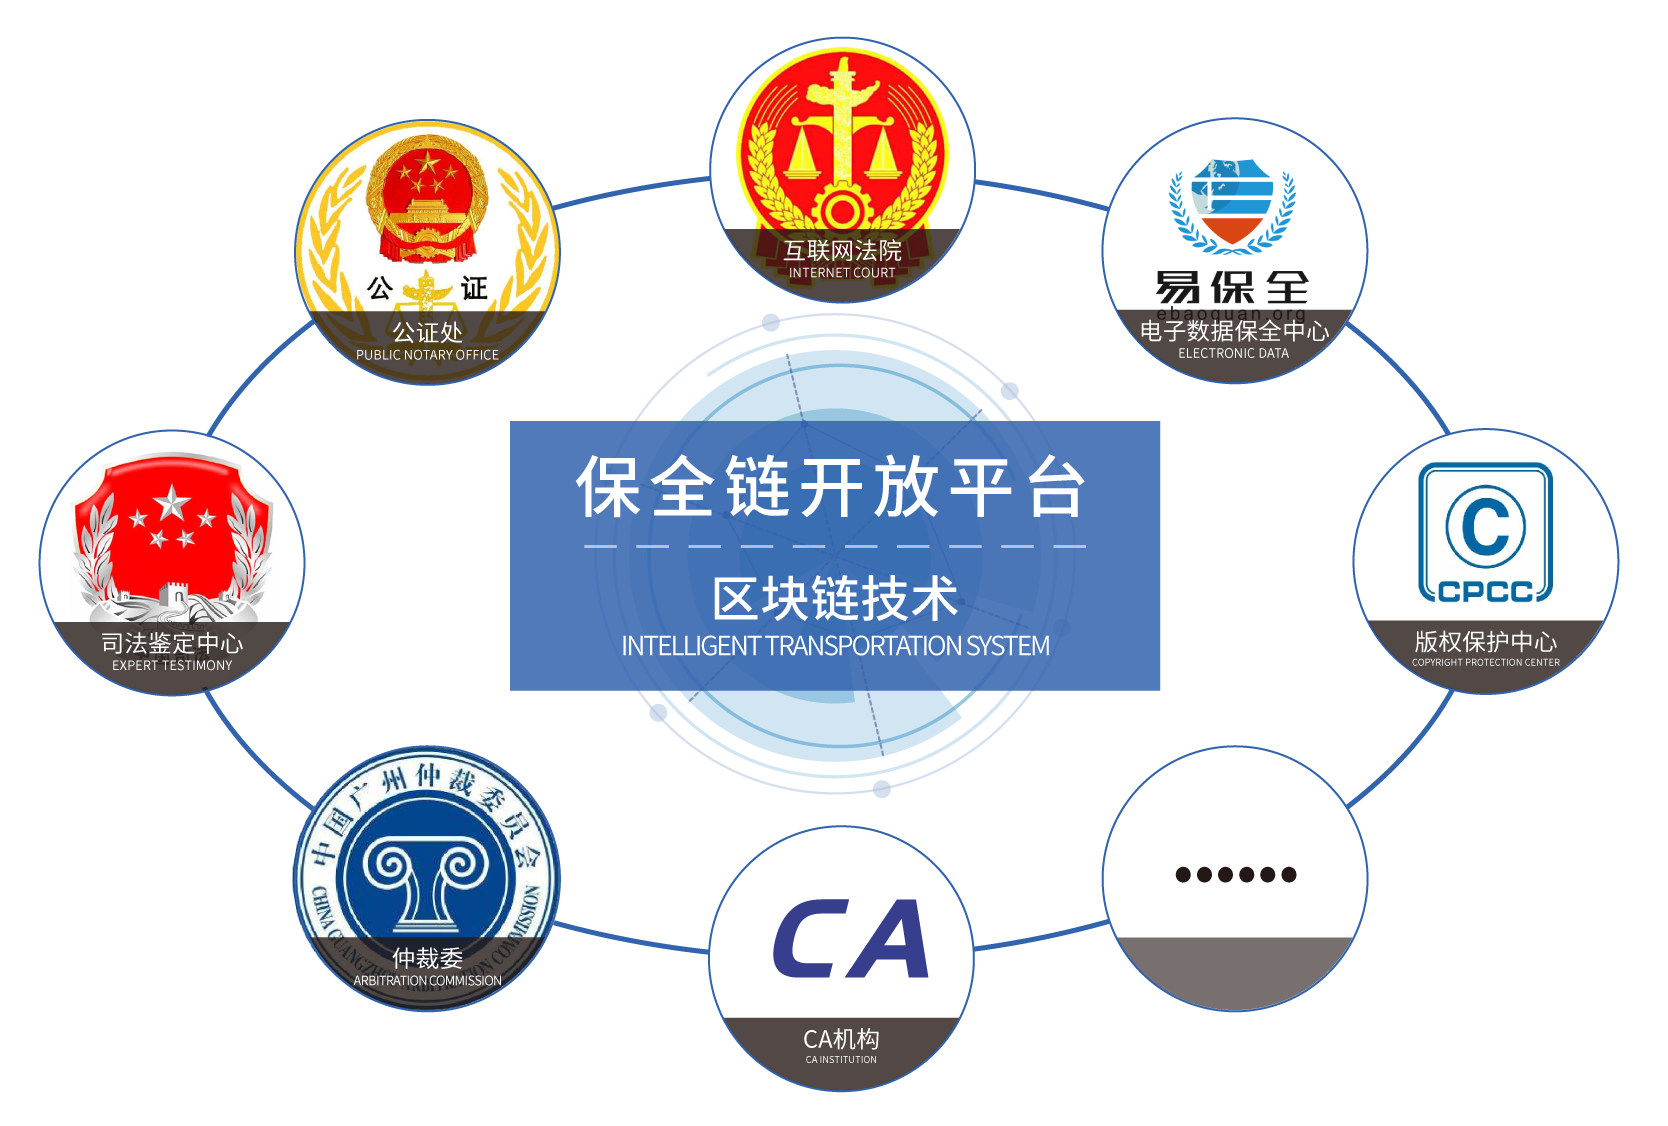 互联网法院
INTERNET COURT
公 证
公证处
PUBLIC NOTARY OFFICE
易保全
ebaoquan.org
电子数据保全中心
ELECTRONIC DATA
保全链开放平台
区块链技术
INTELLIGENT TRANSPORTATION SYSTEM
司法鉴定中心
EXPERT TESTIMONY
C
CPCC
版权保护中心
COPYRIGHT PROTECTION CENTER
中国广州仲裁委员会
CHINA GUANGZHOU ARBITRATION COMMISSION
仲裁委
ARBITRATION COMMISSION
••••••
CA
CA机构
CA INSTITUTION